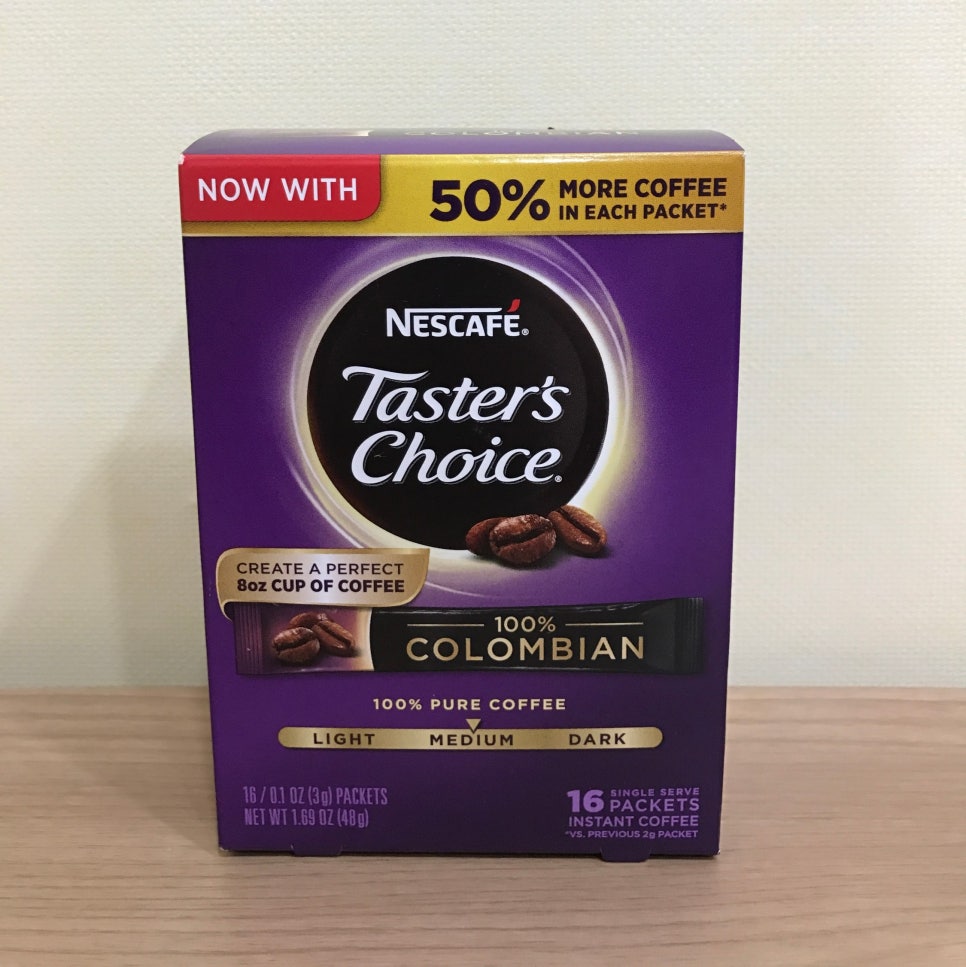 COLOMBIAN
NOW WITH
50% MORE COFFEE
IN EACH PACKET*
NESCAFÉ®
Taster's
Choice®
CREATE A PERFECT
8oz CUP OF COFFEE
100%
COLOMBIAN
100% PURE COFFEE
LIGHT MEDIUM DARK
16 / 0.1 OZ (3g) PACKETS
NET WT 1.69 OZ (48g)
16 SINGLE SERVE
PACKETS
INSTANT COFFEE
*VS. PREVIOUS 2g PACKET